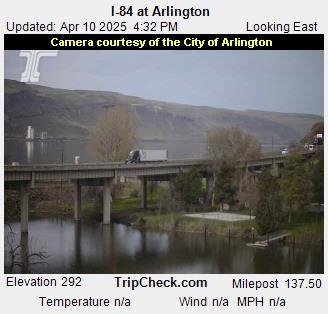 I-84 at Arlington
Updated: Apr 10 2025 4:32 PM Looking East
Camera courtesy of the City of Arlington
Elevation 292 TripCheck.com Milepost 137.50
Temperature n/a Wind n/a MPH n/a